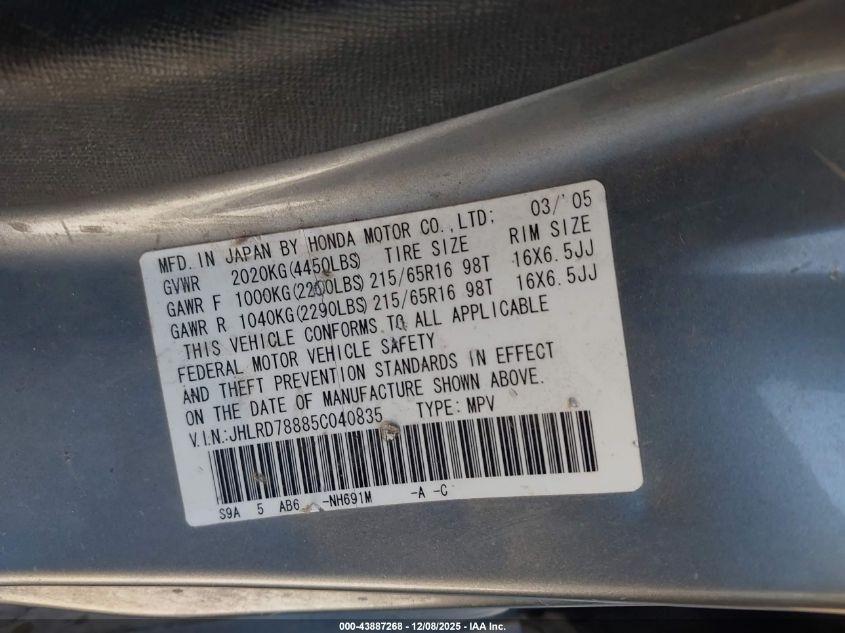 MFD. IN JAPAN BY HONDA MOTOR CO., LTD: 03/'05
GVWR 2020KG(4450LBS) TIRE SIZE RIM SIZE
GAWR F 1000KG(2200LBS) 215/65R16 98T 16X6.5JJ
GAWR R 1040KG(2290LBS) 215/65R16 98T 16X6.5JJ
THIS VEHICLE CONFORMS TO ALL APPLICABLE
FEDERAL MOTOR VEHICLE SAFETY
AND THEFT PREVENTION STANDARDS IN EFFECT
ON THE DATE OF MANUFACTURE SHOWN ABOVE.
V.I.N:JHLRD78885C040835 TYPE: MPV
S9A 5 AB6 -NH691M -A -C
000-43887268 - 12/08/2025 - IAA Inc.